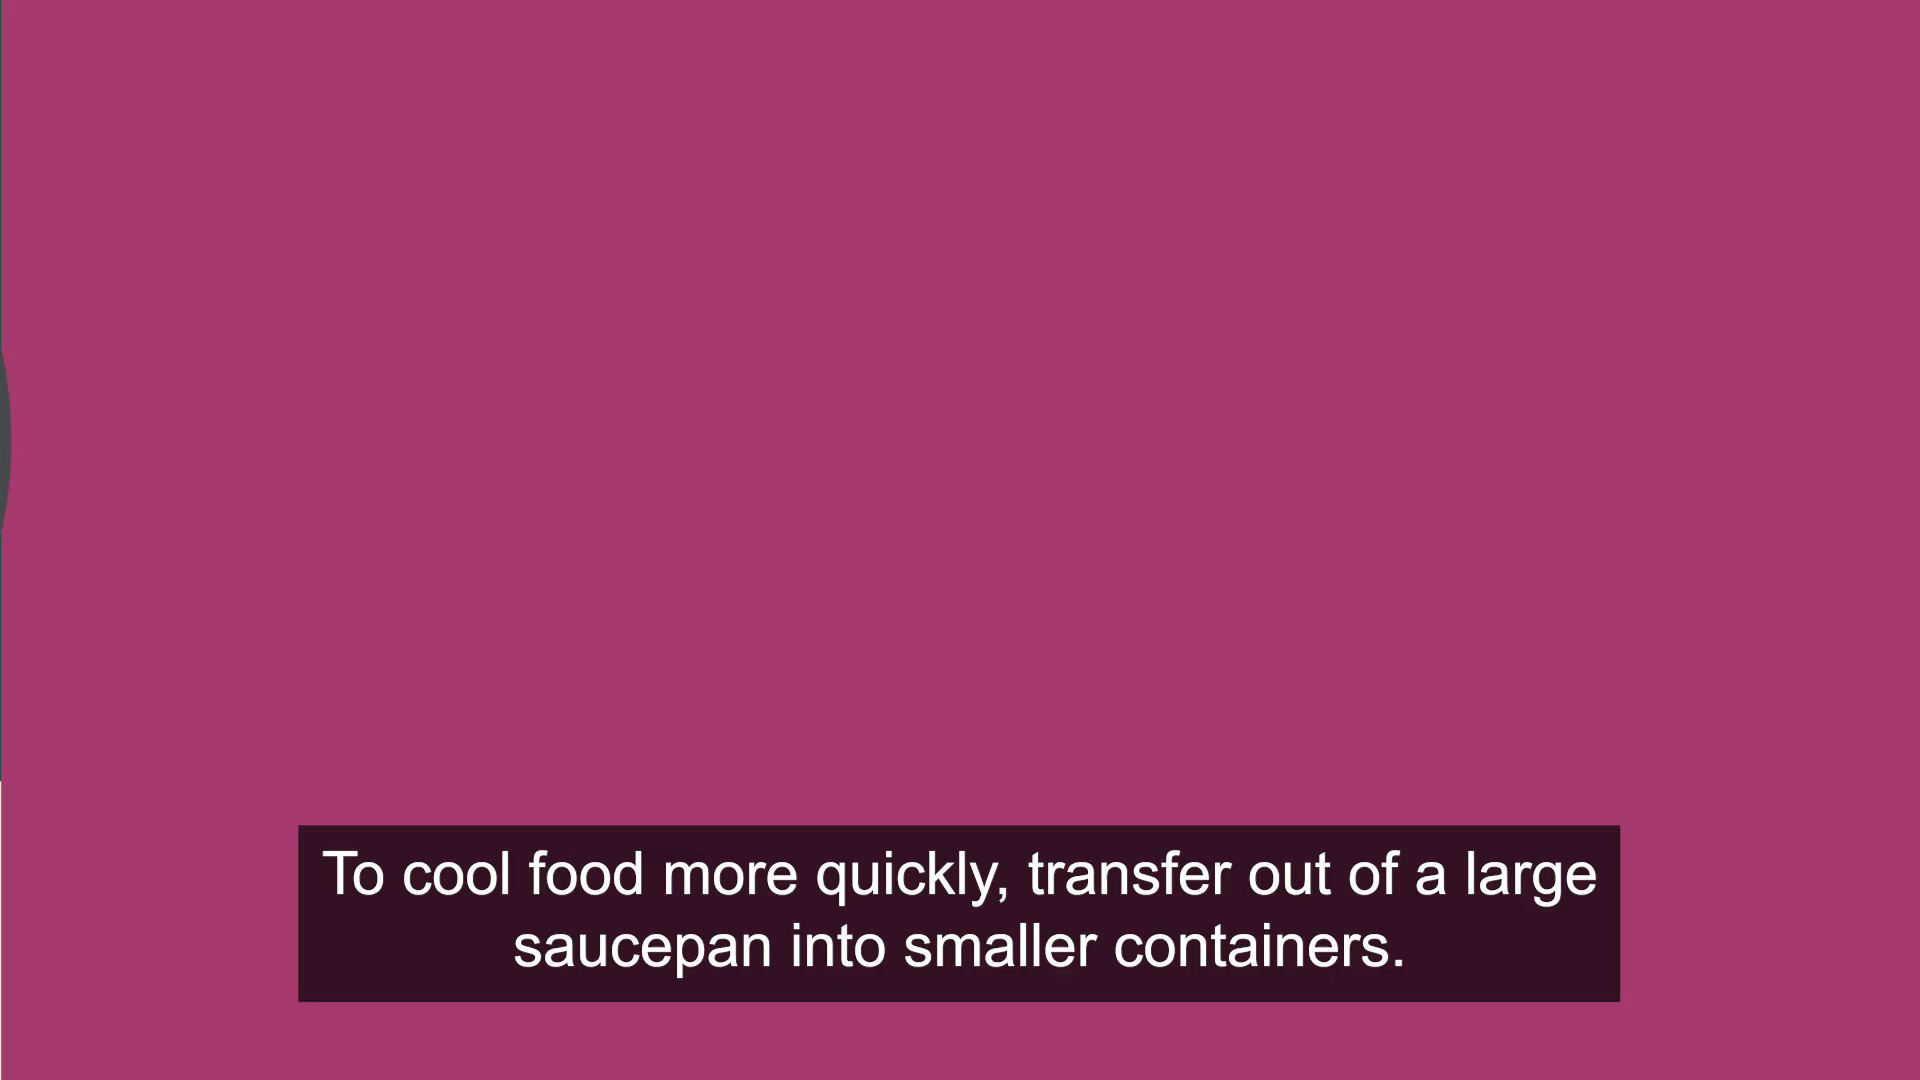 To cool food more quickly, transfer out of a large
saucepan into smaller containers.